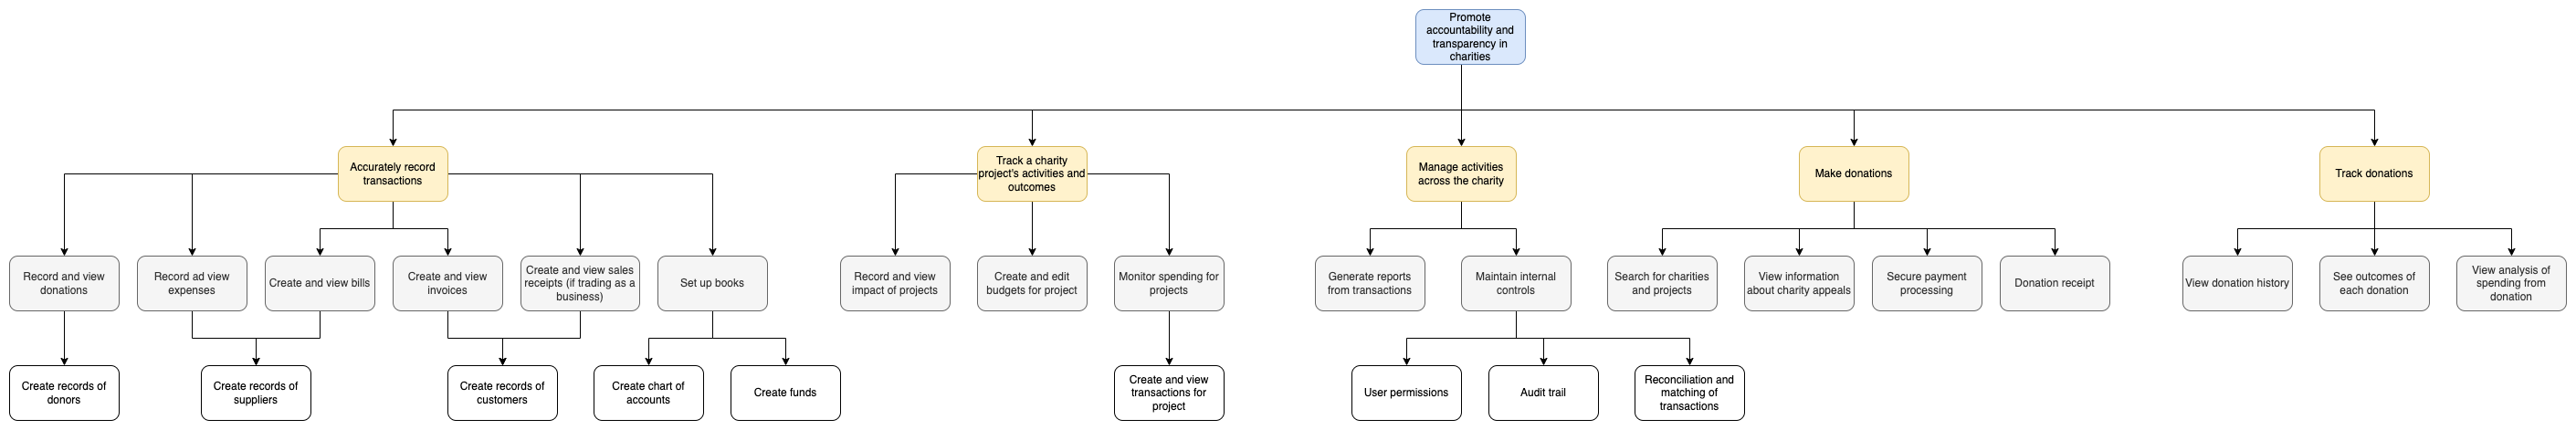 Promote
accountability and
transparency in
charities
Accurately record
transactions
Track a charity
project's activities and
outcomes
Manage activities
across the charity
Make donations
Track donations
Record and view
donations
Record ad view
expenses
Create and view bills
Create and view
invoices
Create and view sales
receipts (if trading as a
business)
Set up books
Record and view
impact of projects
Create and edit
budgets for project
Monitor spending for
projects
Generate reports
from transactions
Maintain internal
controls
Search for charities
and projects
View information
about charity appeals
Secure payment
processing
Donation receipt
View donation history
See outcomes of
each donation
View analysis of
spending from
donation
Create records of
donors
Create records of
suppliers
Create records of
customers
Create chart of
accounts
Create funds
Create and view
transactions for
project
User permissions
Audit trail
Reconciliation and
matching of
transactions